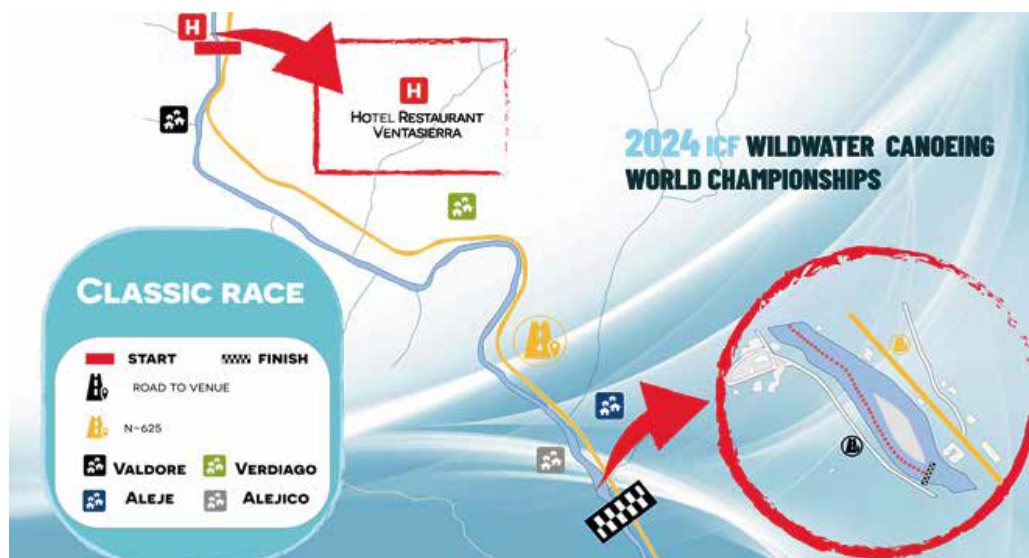 H
H
HOTEL RESTAURANT
VENTASIERRA
2024 ICF WILDWATER CANOEING
WORLD CHAMPIONSHIPS
CLASSIC RACE
START
FINISH
ROAD TO VENUE
N-625
VALDORE
VERDIAGO
ALEJE
ALEJICO